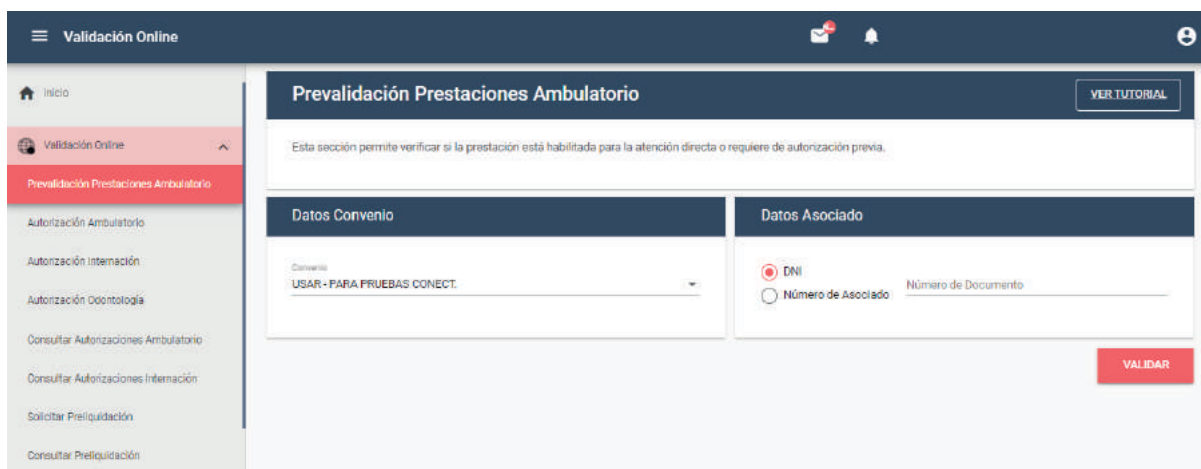 Validación Online
Inicio
Validación Online
Prevalidación Prestaciones Ambulatorio
Autorización Ambulatorio
Autorización Internación
Autorización Odontología
Consultar Autorizaciones Ambulatorio
Consultar Autorizaciones Internación
Solicitar Preliquidación
Consultar Preliquidación
Prevalidación Prestaciones Ambulatorio
VER TUTORIAL
Esta sección permite verificar si la prestación está habilitada para la atención directa o requiere de autorización previa.
Datos Convenio
Convenio
USAR - PARA PRUEBAS CONECT.
Datos Asociado
DNI
Número de Asociado
Número de Documento
VALIDAR